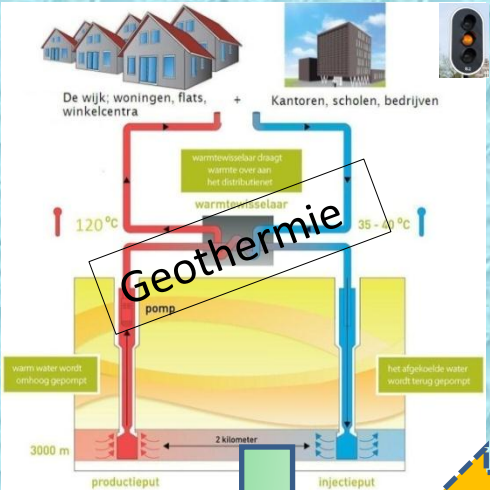 De wijk; woningen, flats,
winkelcentra
+
Kantoren, scholen, bedrijven
warmtewisselaar draagt
warmte over aan
het distributienet
warmtewisselaar
120 °C
35 - 40 °C
Geothermie
pomp
warm water wordt
omhoog gepompt
het afgekoelde water
wordt terug gepompt
3000 m
2 kilometer
productieput
injectieput